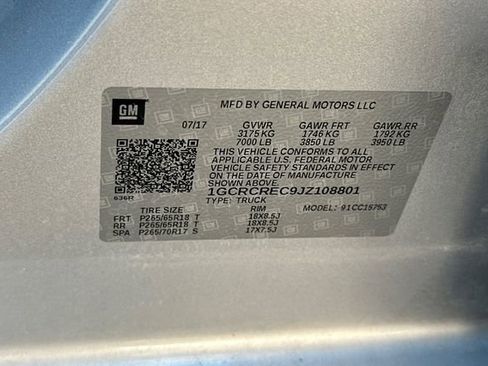 GM
MFD BY GENERAL MOTORS LLC
07/17 GVWR GAWR FRT GAWR RR
3175 KG 1746 KG 1792 KG
7000 LB 3850 LB 3950 LB
THIS VEHICLE CONFORMS TO ALL
APPLICABLE U.S. FEDERAL MOTOR
VEHICLE SAFETY STANDARDS IN
EFFECT ON THE DATE OF
MANUFACTURE SHOWN ABOVE.
1GCRCREC9JZ108801
636R TYPE: TRUCK
TIRE SIZE RIM MODEL: 91CC15753
FRT P265/65R18 T 18X8.5J
RR P265/65R18 T 18X8.5J
SPA P265/70R17 S 17X7.5J